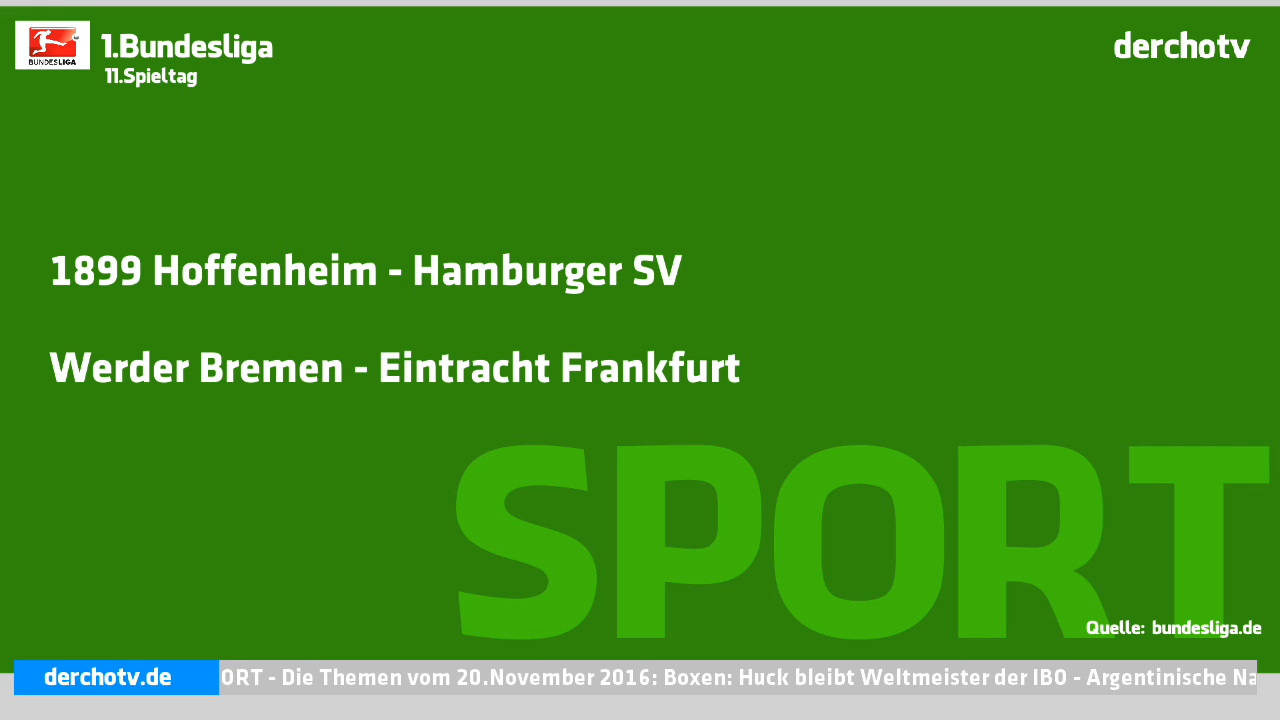 BUNDESLIGA
1.Bundesliga
11.Spieltag
derchotv
1899 Hoffenheim - Hamburger SV
Werder Bremen - Eintracht Frankfurt
SPORT
Quelle: bundesliga.de
derchotv.de
ORT - Die Themen vom 20.November 2016: Boxen: Huck bleibt Weltmeister der IBO - Argentinische Na